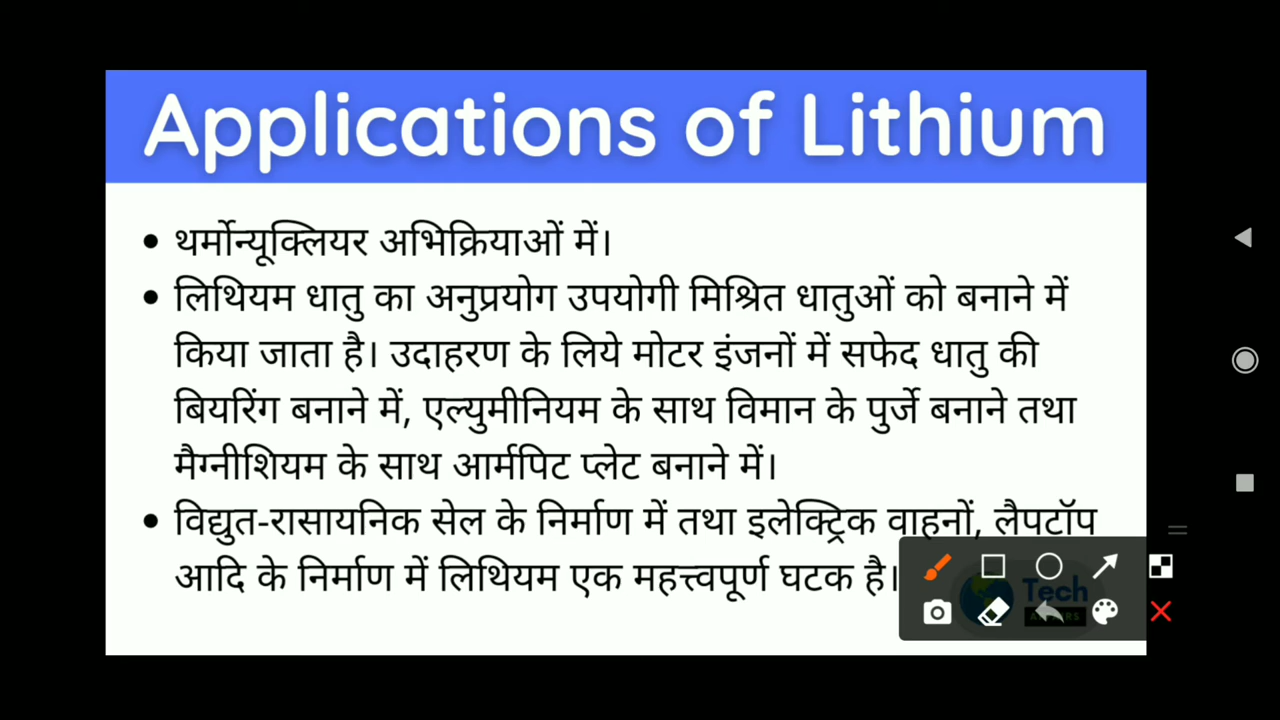 Applications of Lithium
• थर्मोन्यूक्लियर अभिक्रियाओं में।
• लिथियम धातु का अनुप्रयोग उपयोगी मिश्रित धातुओं को बनाने में
किया जाता है। उदाहरण के लिये मोटर इंजनों में सफेद धातु की
बियरिंग बनाने में, एल्युमीनियम के साथ विमान के पुर्जे बनाने तथा
मैग्नीशियम के साथ आर्मपिट प्लेट बनाने में।
• विद्युत-रासायनिक सेल के निर्माण में तथा इलेक्ट्रिक वाहनों, लैपटॉप
आदि के निर्माण में लिथियम एक महत्त्वपूर्ण घटक है।
Tech